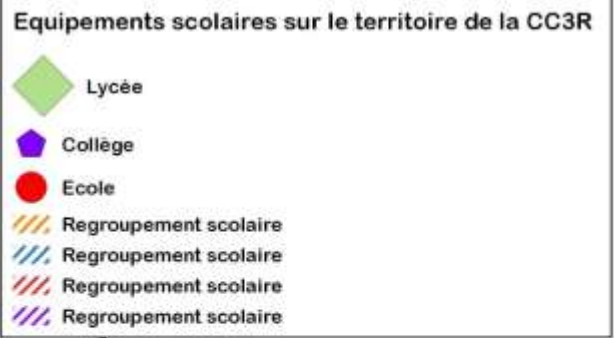 Equipements scolaires sur le territoire de la CC3R
Lycée
Collège
Ecole
Regroupement scolaire
Regroupement scolaire
Regroupement scolaire
Regroupement scolaire